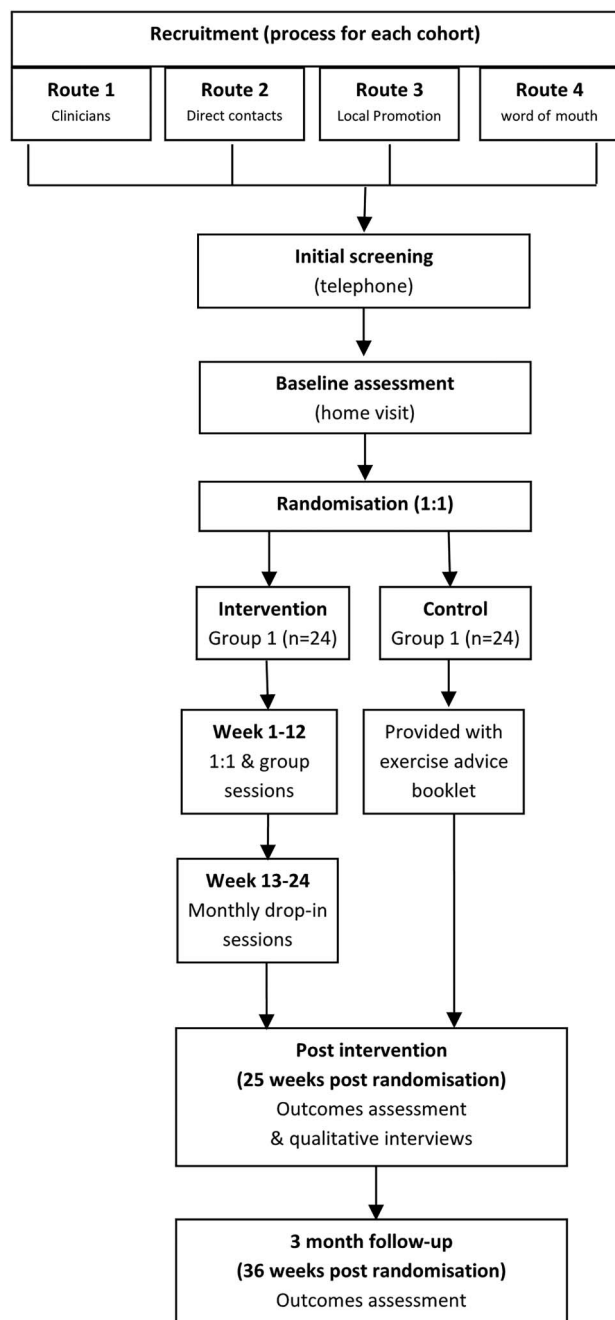 Recruitment (process for each cohort)
Route 1
Clinicians
Route 2
Direct contacts
Route 3
Local Promotion
Route 4
word of mouth
Initial screening
(telephone)
Baseline assessment
(home visit)
Randomisation (1:1)
Intervention
Group 1 (n=24)
Control
Group 1 (n=24)
Week 1-12
1:1 & group
sessions
Provided with
exercise advice
booklet
Week 13-24
Monthly drop-in
sessions
Post intervention
(25 weeks post randomisation)
Outcomes assessment
& qualitative interviews
3 month follow-up
(36 weeks post randomisation)
Outcomes assessment